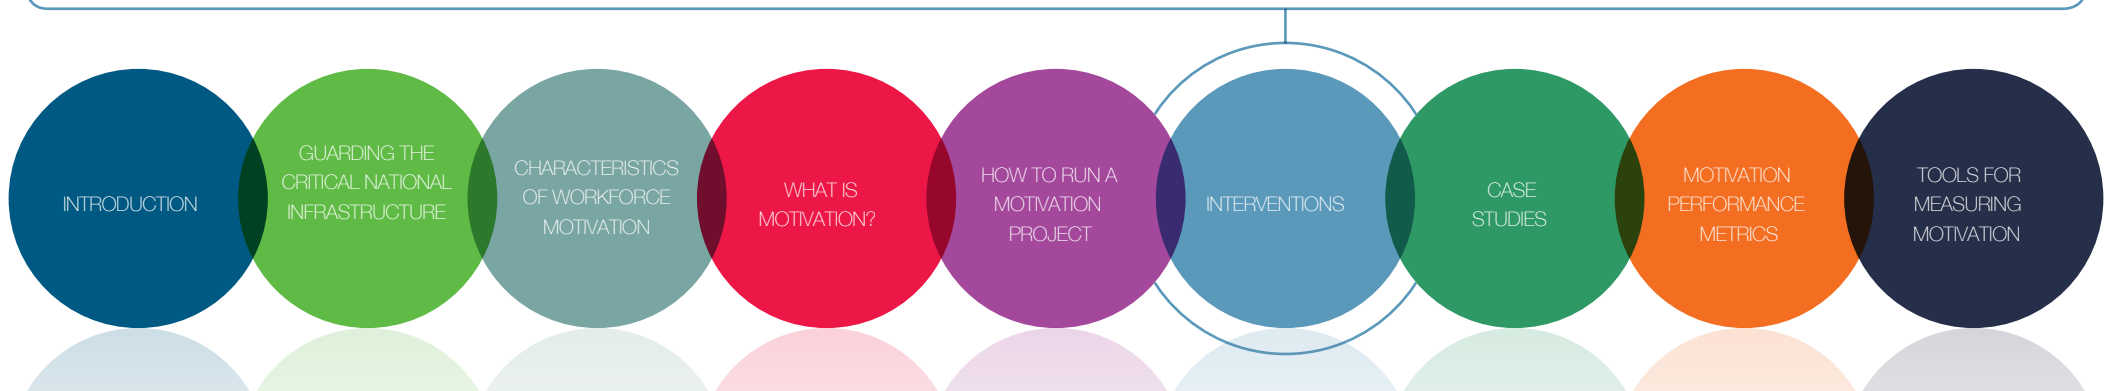 INTRODUCTION
GUARDING THE
CRITICAL NATIONAL
INFRASTRUCTURE
CHARACTERISTICS
OF WORKFORCE
MOTIVATION
WHAT IS
MOTIVATION?
HOW TO RUN A
MOTIVATION
PROJECT
INTERVENTIONS
CASE
STUDIES
MOTIVATION
PERFORMANCE
METRICS
TOOLS FOR
MEASURING
MOTIVATION